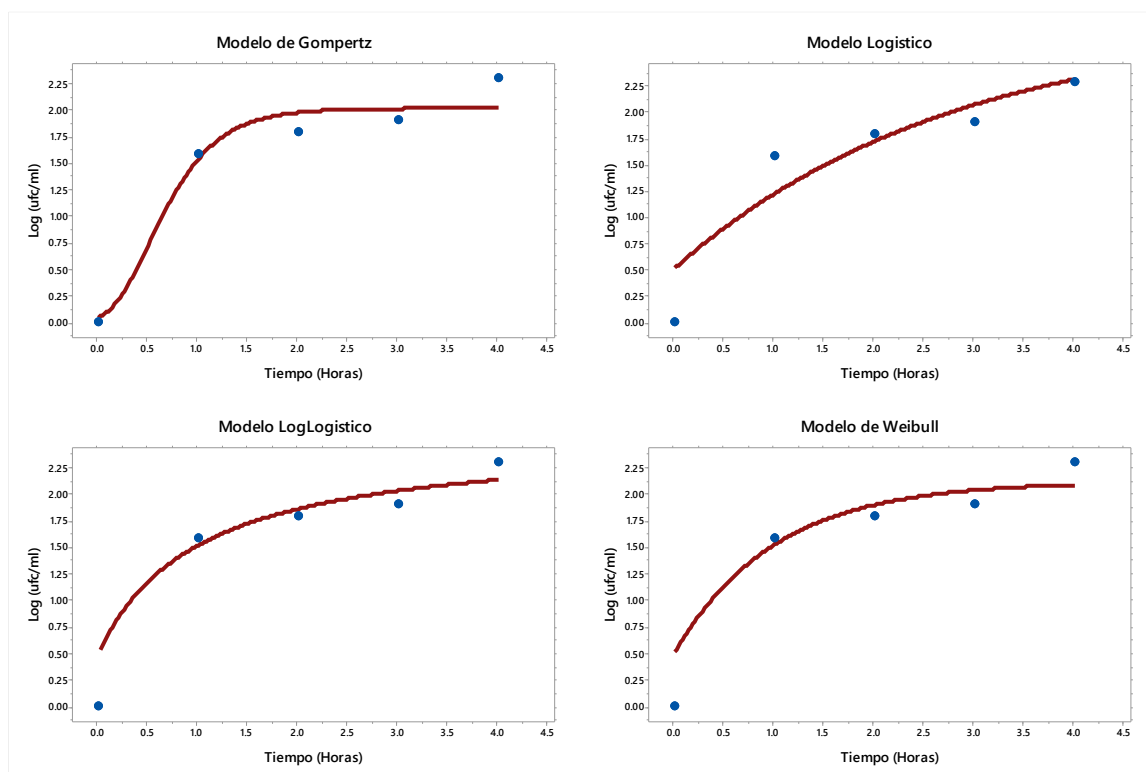 Modelo de Gompertz
Log (ufc/ml)
2.25
2.00
1.75
1.50
1.25
1.00
0.75
0.50
0.25
0.00
0.0 0.5 1.0 1.5 2.0 2.5 3.0 3.5 4.0 4.5
Tiempo (Horas)
Modelo Logistico
Log (ufc/ml)
2.25
2.00
1.75
1.50
1.25
1.00
0.75
0.50
0.25
0.00
0.0 0.5 1.0 1.5 2.0 2.5 3.0 3.5 4.0 4.5
Tiempo (Horas)
Modelo LogLogistico
Log (ufc/ml)
2.25
2.00
1.75
1.50
1.25
1.00
0.75
0.50
0.25
0.00
0.0 0.5 1.0 1.5 2.0 2.5 3.0 3.5 4.0 4.5
Tiempo (Horas)
Modelo de Weibull
Log (ufc/ml)
2.25
2.00
1.75
1.50
1.25
1.00
0.75
0.50
0.25
0.00
0.0 0.5 1.0 1.5 2.0 2.5 3.0 3.5 4.0 4.5
Tiempo (Horas)